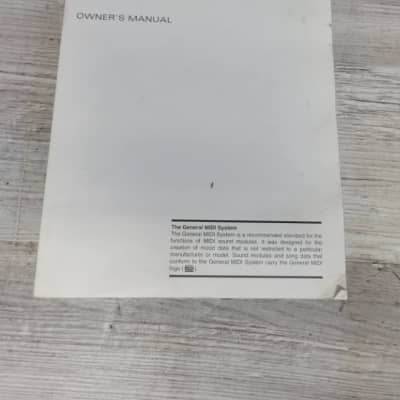 OWNER'S MANUAL
The General MIDI System
The General MIDI System is a recommended standard for the
functions of MIDI sound modules. It was designed for the
creation of music data that is not restricted to a particular
manufacturer or model. Sound modules and song data that
conform to the General MIDI System carry the General MIDI
logo ( )